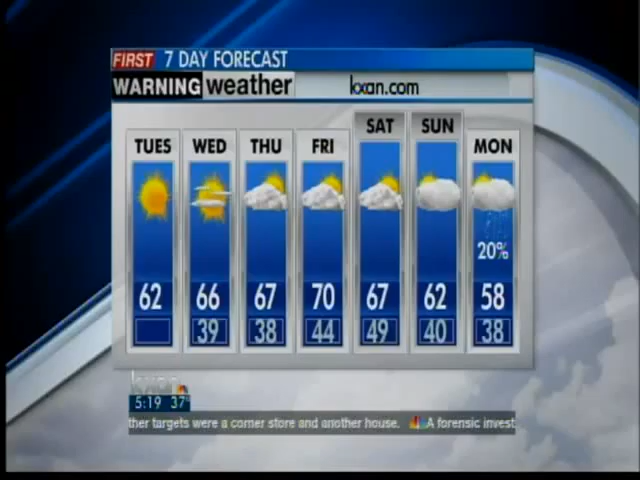 FIRST 7 DAY FORECAST
WARNING weather kxan.com
TUES WED THU FRI SAT SUN MON
20%
62 66 67 70 67 62 58
39 38 44 49 40 38
kxan
5:19 37°
ther targets were a corner store and another house. A forensic invest